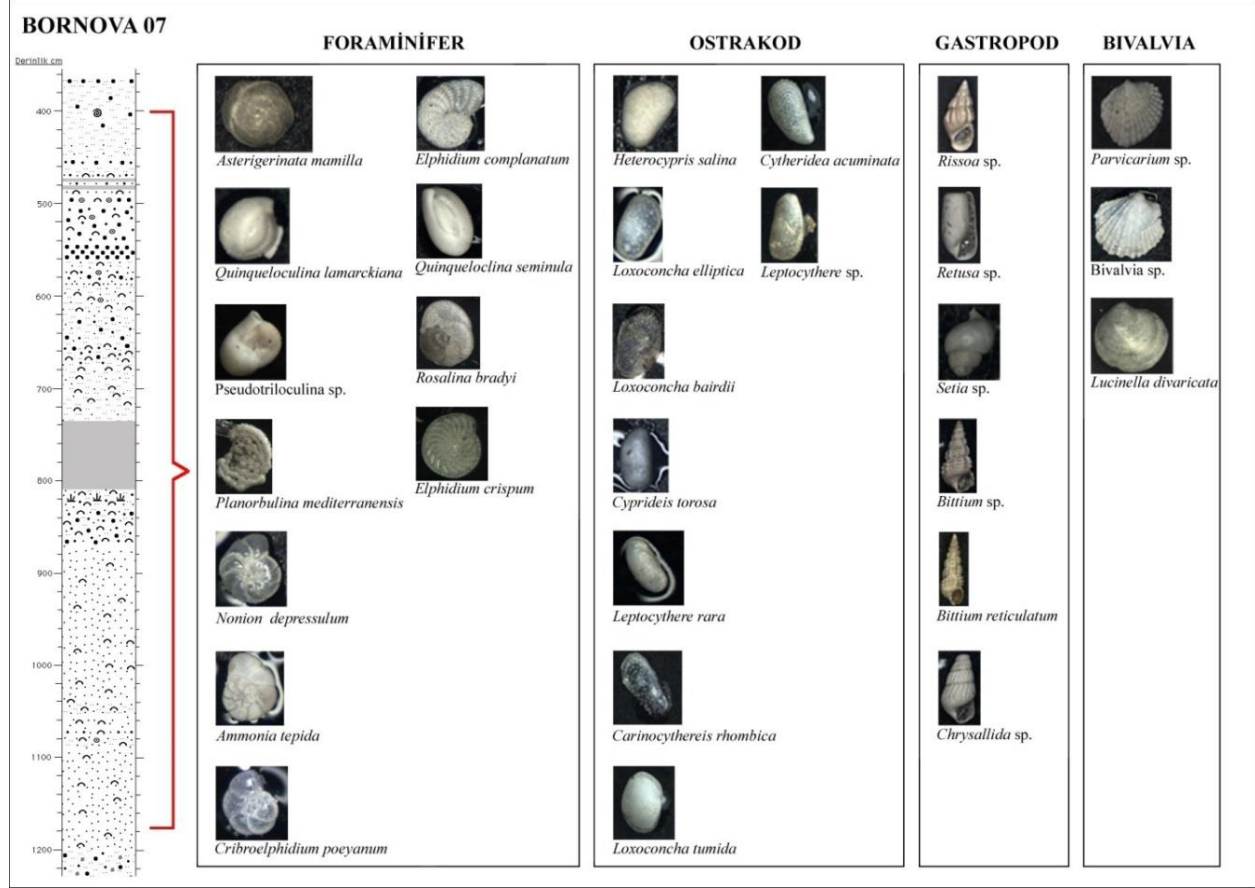 BORNOVA 07
Derinlik cm
400
500
600
700
800
900
1000
1100
1200
FORAMİNİFER
Asterigerinata mamilla
Elphidium complanatum
Quinqueloculina lamarckiana
Quinqueloclina seminula
Pseudotriloculina sp.
Rosalina bradyi
Planorbulina mediterranensis
Elphidium crispum
Nonion depressulum
Ammonia tepida
Cribroelphidium poeyanum
OSTRAKOD
Heterocypris salina
Cytheridea acuminata
Loxoconcha elliptica
Leptocythere sp.
Loxoconcha bairdii
Cyprideis torosa
Leptocythere rara
Carinocythereis rhombica
Loxoconcha tumida
GASTROPOD
Rissoa sp.
Retusa sp.
Setia sp.
Bittium sp.
Bittium reticulatum
Chrysallida sp.
BIVALVIA
Parvicarium sp.
Bivalvia sp.
Lucinella divaricata